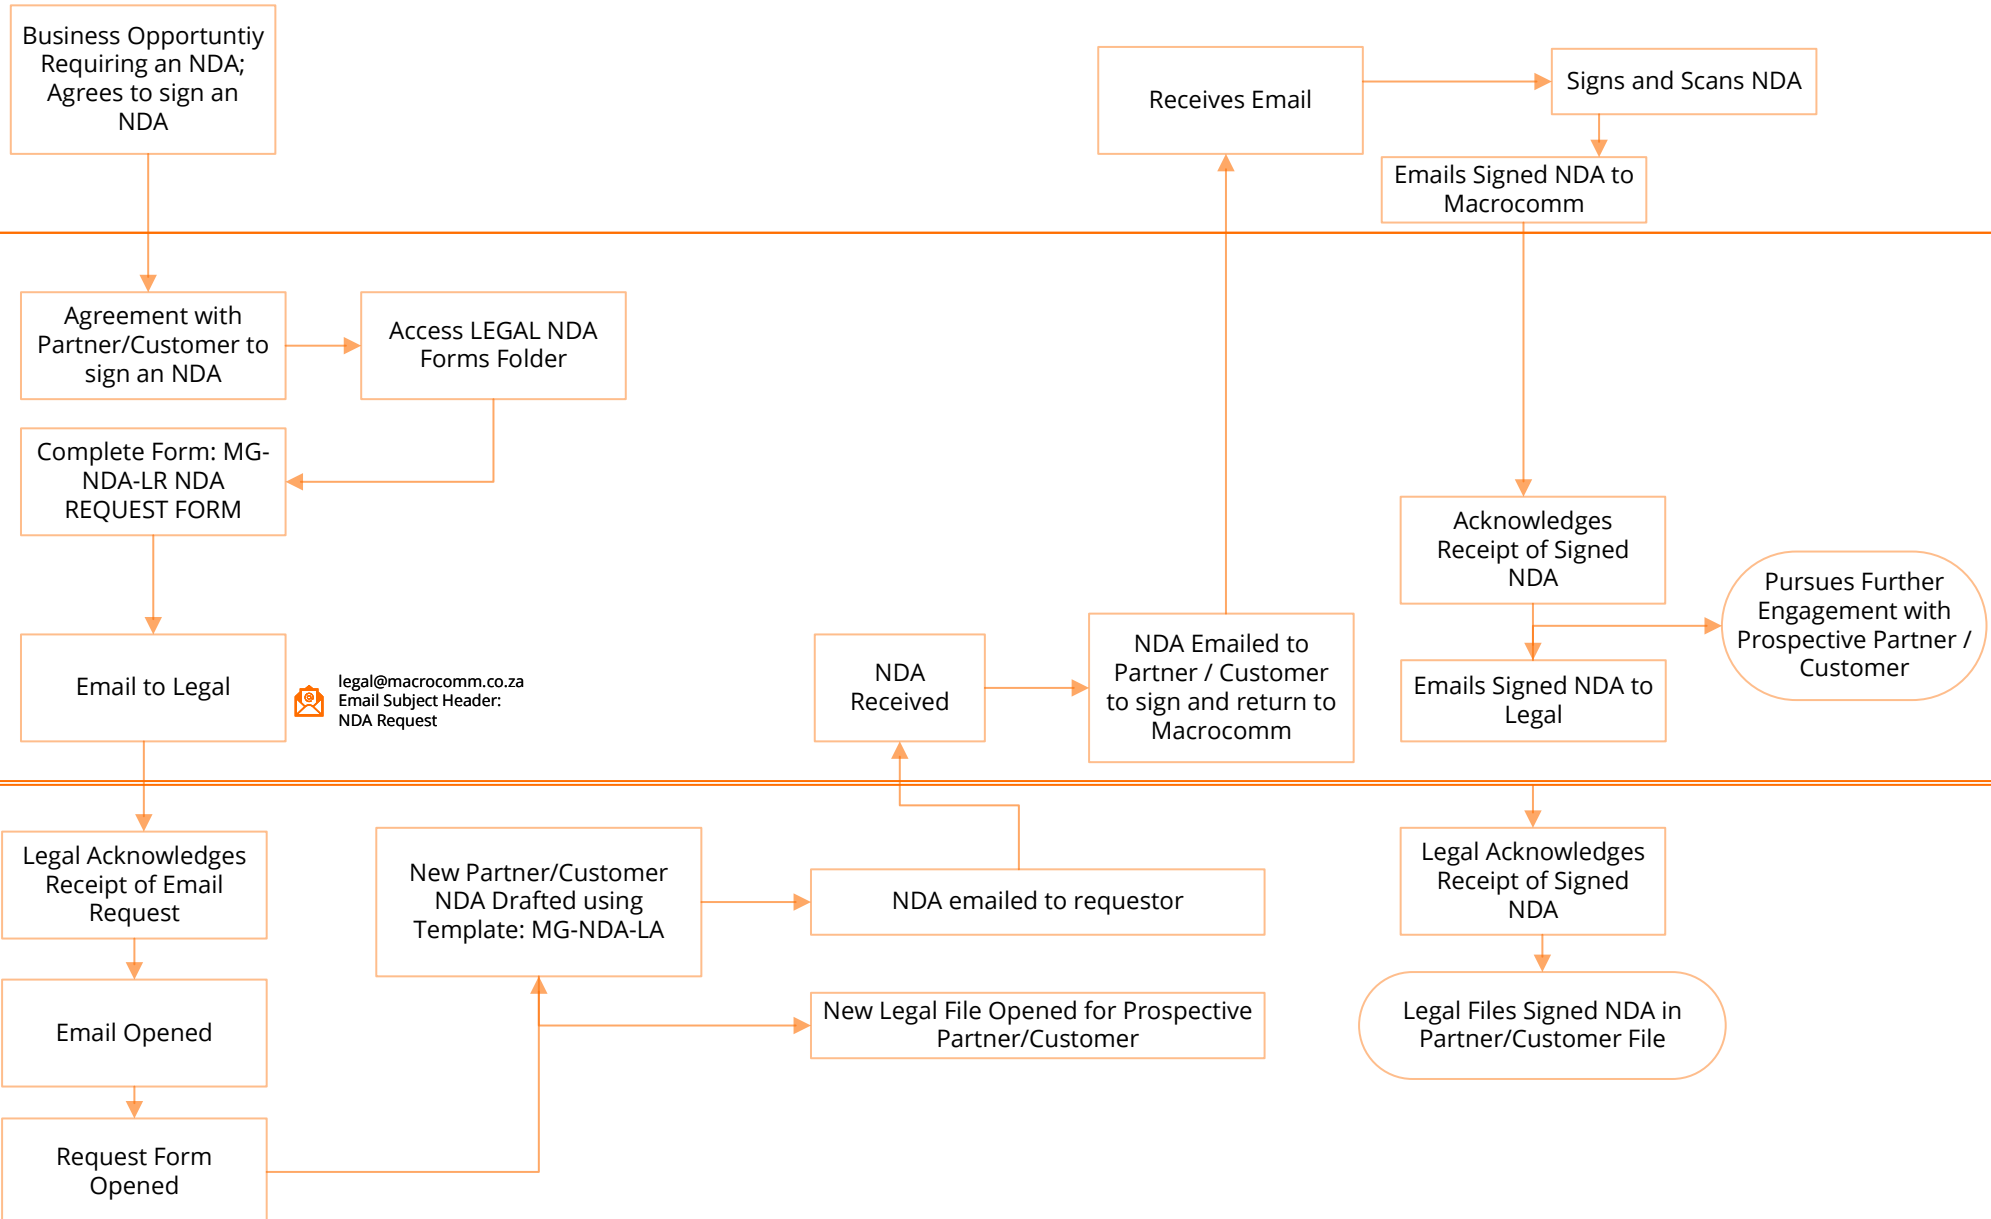 Business Opportuntiy
Requiring an NDA;
Agrees to sign an
NDA
Receives Email
Signs and Scans NDA
Emails Signed NDA to
Macrocomm
Agreement with
Partner/Customer to
sign an NDA
Access LEGAL NDA
Forms Folder
Complete Form: MG-
NDA-LR NDA
REQUEST FORM
Email to Legal
legal@macrocomm.co.za
Email Subject Header:
NDA Request
NDA
Received
NDA Emailed to
Partner / Customer
to sign and return to
Macrocomm
Acknowledges
Receipt of Signed
NDA
Pursues Further
Engagement with
Prospective Partner /
Customer
Emails Signed NDA to
Legal
Legal Acknowledges
Receipt of Email
Request
Email Opened
Request Form
Opened
New Partner/Customer
NDA Drafted using
Template: MG-NDA-LA
NDA emailed to requestor
New Legal File Opened for Prospective
Partner/Customer
Legal Acknowledges
Receipt of Signed
NDA
Legal Files Signed NDA in
Partner/Customer File